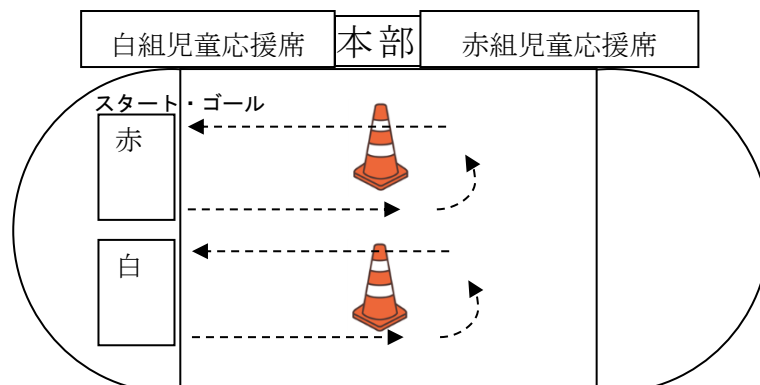 白組児童応援席
本部
赤組児童応援席
スタート・ゴール
赤
白